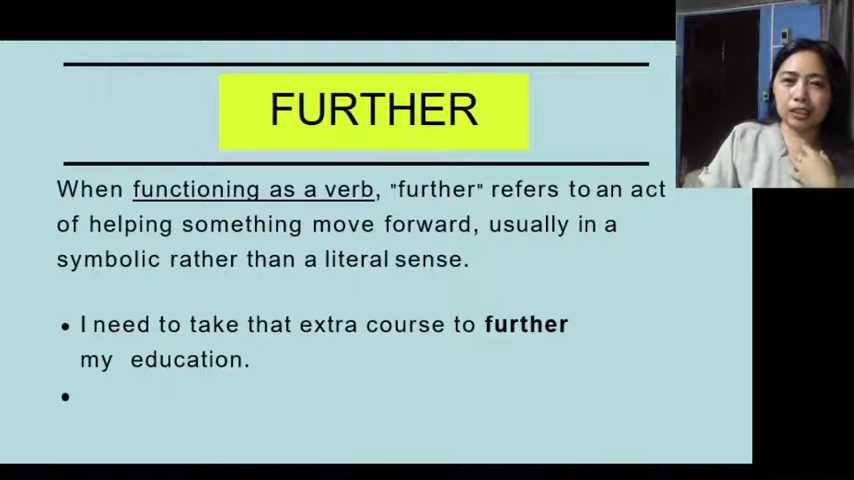 FURTHER
When functioning as a verb, "further" refers to an act
of helping something move forward, usually in a
symbolic rather than a literal sense.
• I need to take that extra course to further
my education.
•